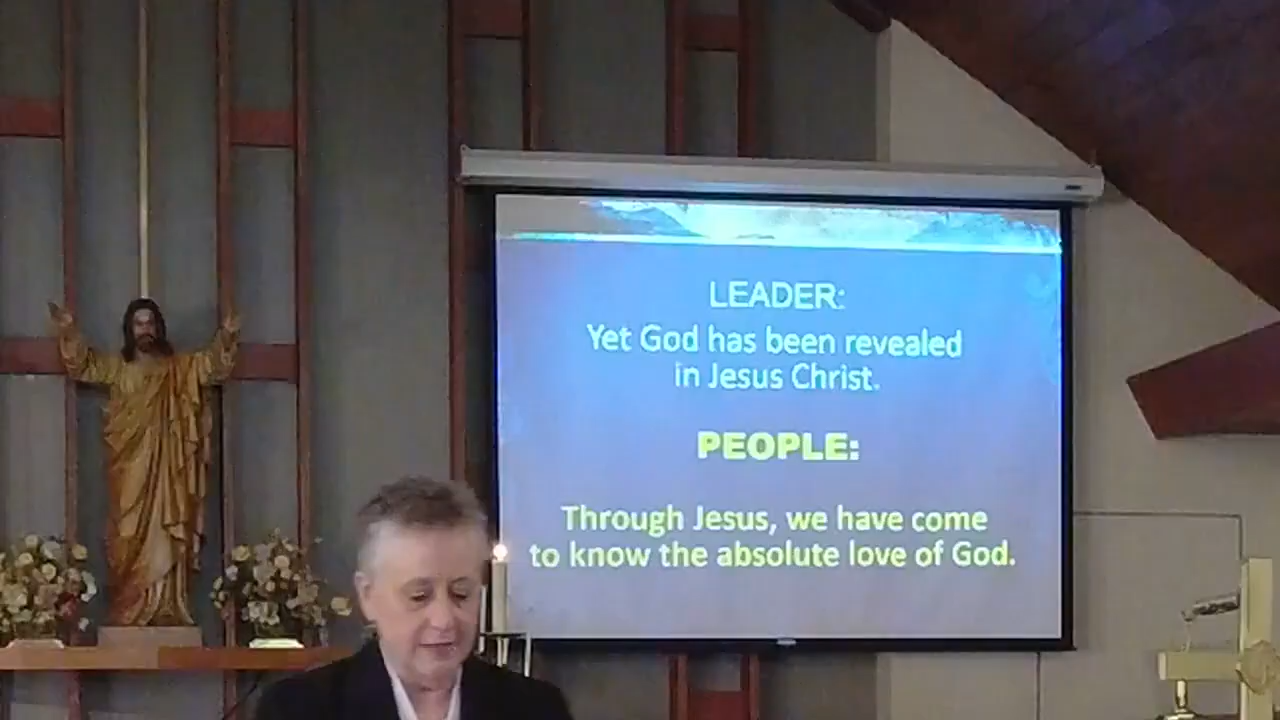 LEADER:
Yet God has been revealed
in Jesus Christ.
PEOPLE:
Through Jesus, we have come
to know the absolute love of God.